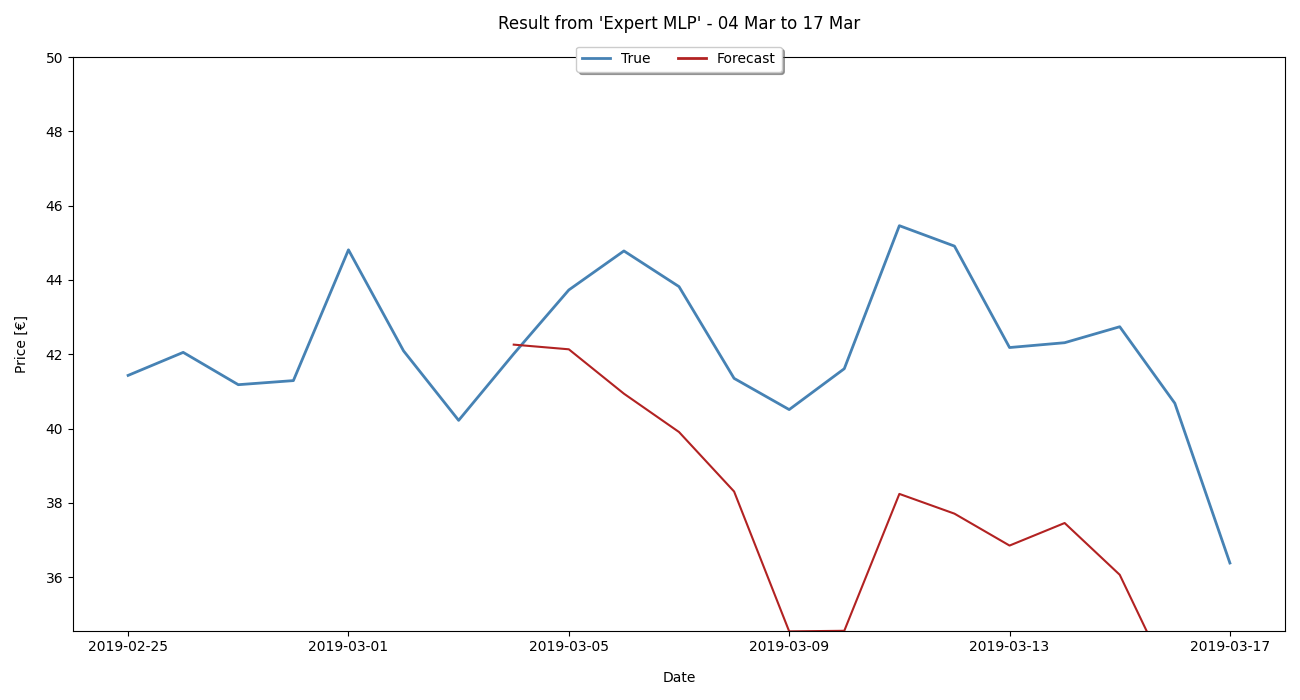 Result from 'Expert MLP' - 04 Mar to 17 Mar
True Forecast
50
48
46
44
42
40
38
36
Price [€]
2019-02-25 2019-03-01 2019-03-05 2019-03-09 2019-03-13 2019-03-17
Date